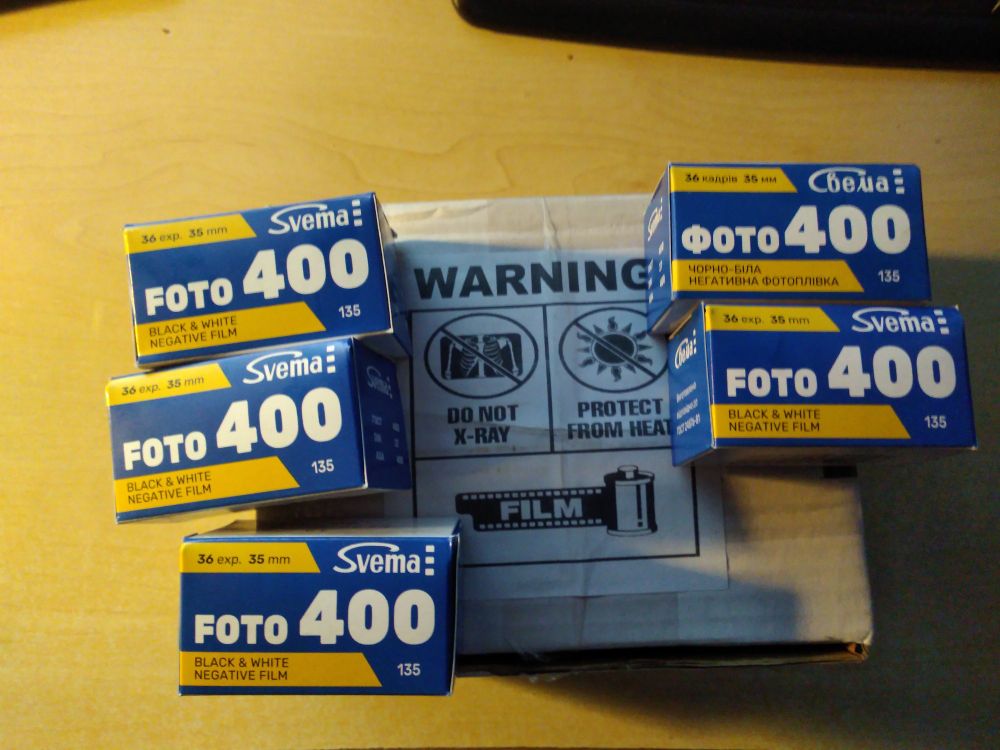 36 exp. 35 mm
Svema
FOTO 400
BLACK & WHITE
NEGATIVE FILM
135
36 exp. 35 mm
Svema
FOTO 400
BLACK & WHITE
NEGATIVE FILM
135
Svema
36 exp. 35 mm
Svema
FOTO 400
BLACK & WHITE
NEGATIVE FILM
135
WARNING
DO NOT
X-RAY
PROTECT
FROM HEAT
FILM
36 кадрів 35 мм
Свема
ФОТО 400
ЧОРНО-БІЛА
НЕГАТИВНА ФОТОПЛІВКА
135
Svema
36 exp. 35 mm
Svema
FOTO 400
BLACK & WHITE
NEGATIVE FILM
135
Свема